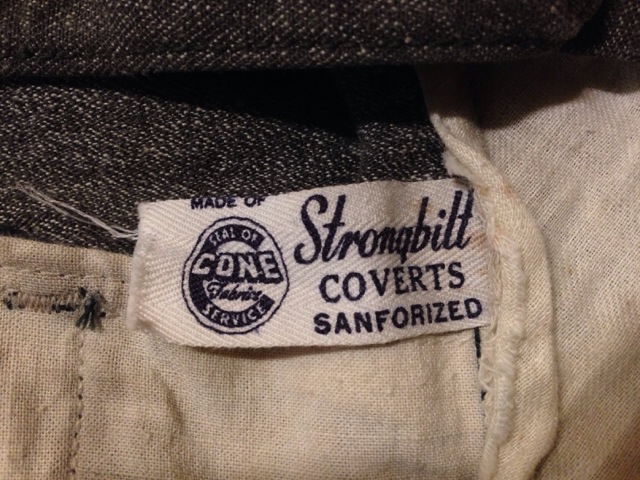 MADE OF
SEAL OF
CONE
Fabrics
SERVICE
Strongbilt
COVERTS
SANFORIZED